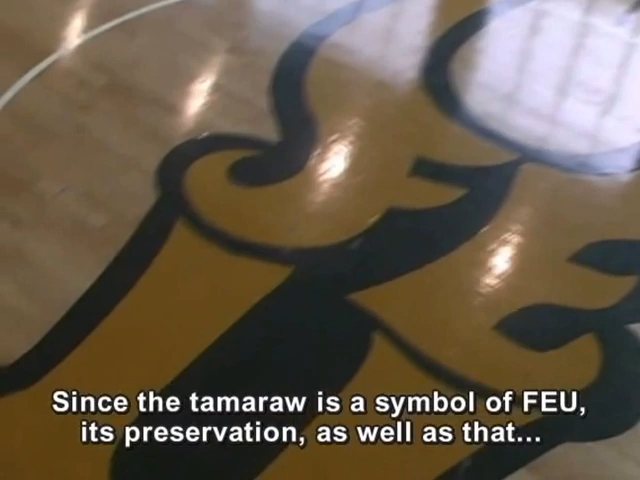 Since the tamaraw is a symbol of FEU,
its preservation, as well as that...